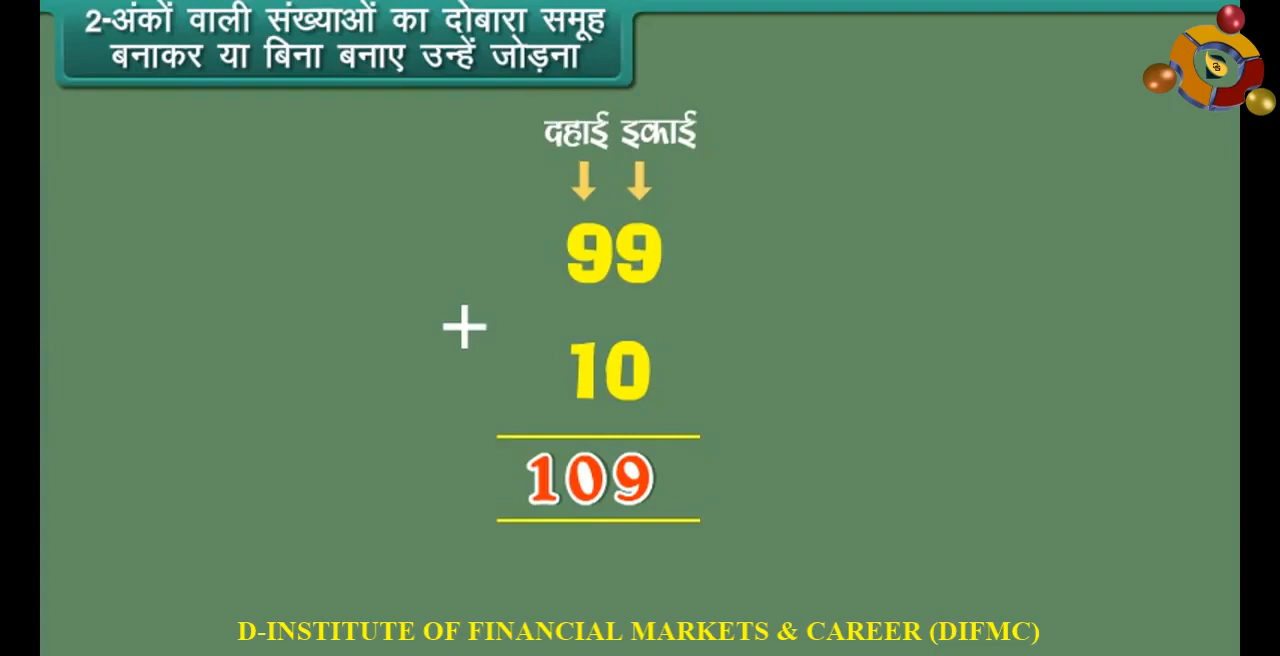 2-अंकों वाली संख्याओं का दोबारा समूह
बनाकर या बिना बनाए उन्हें जोड़ना
दहाई इकाई
99
+
10
109
D-INSTITUTE OF FINANCIAL MARKETS & CAREER (DIFMC)